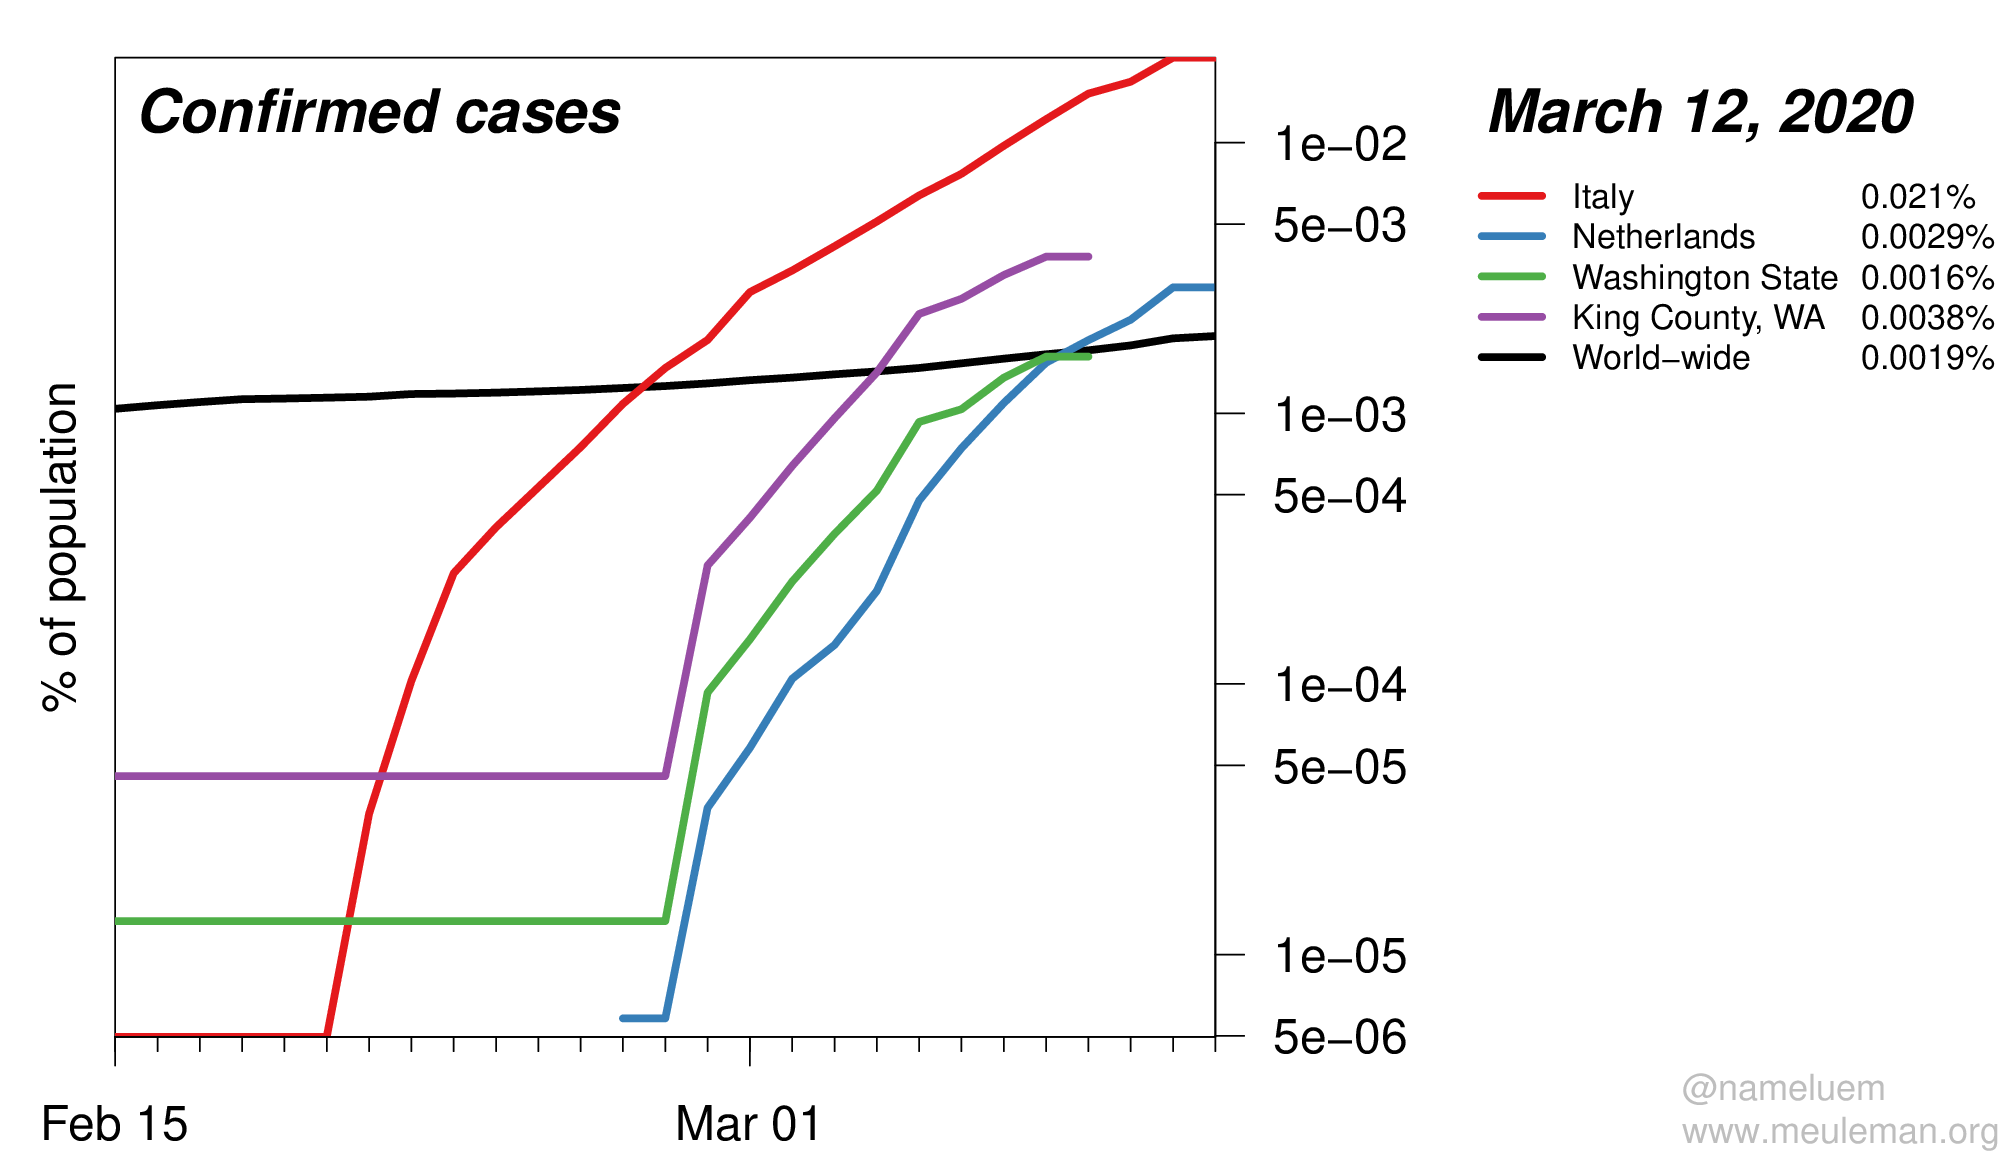 Confirmed cases
March 12, 2020
Italy 0.021%
Netherlands 0.0029%
Washington State 0.0016%
King County, WA 0.0038%
World−wide 0.0019%
% of population
1e−02
5e−03
1e−03
5e−04
1e−04
5e−05
1e−05
5e−06
Feb 15
Mar 01
@nameluem
www.meuleman.org